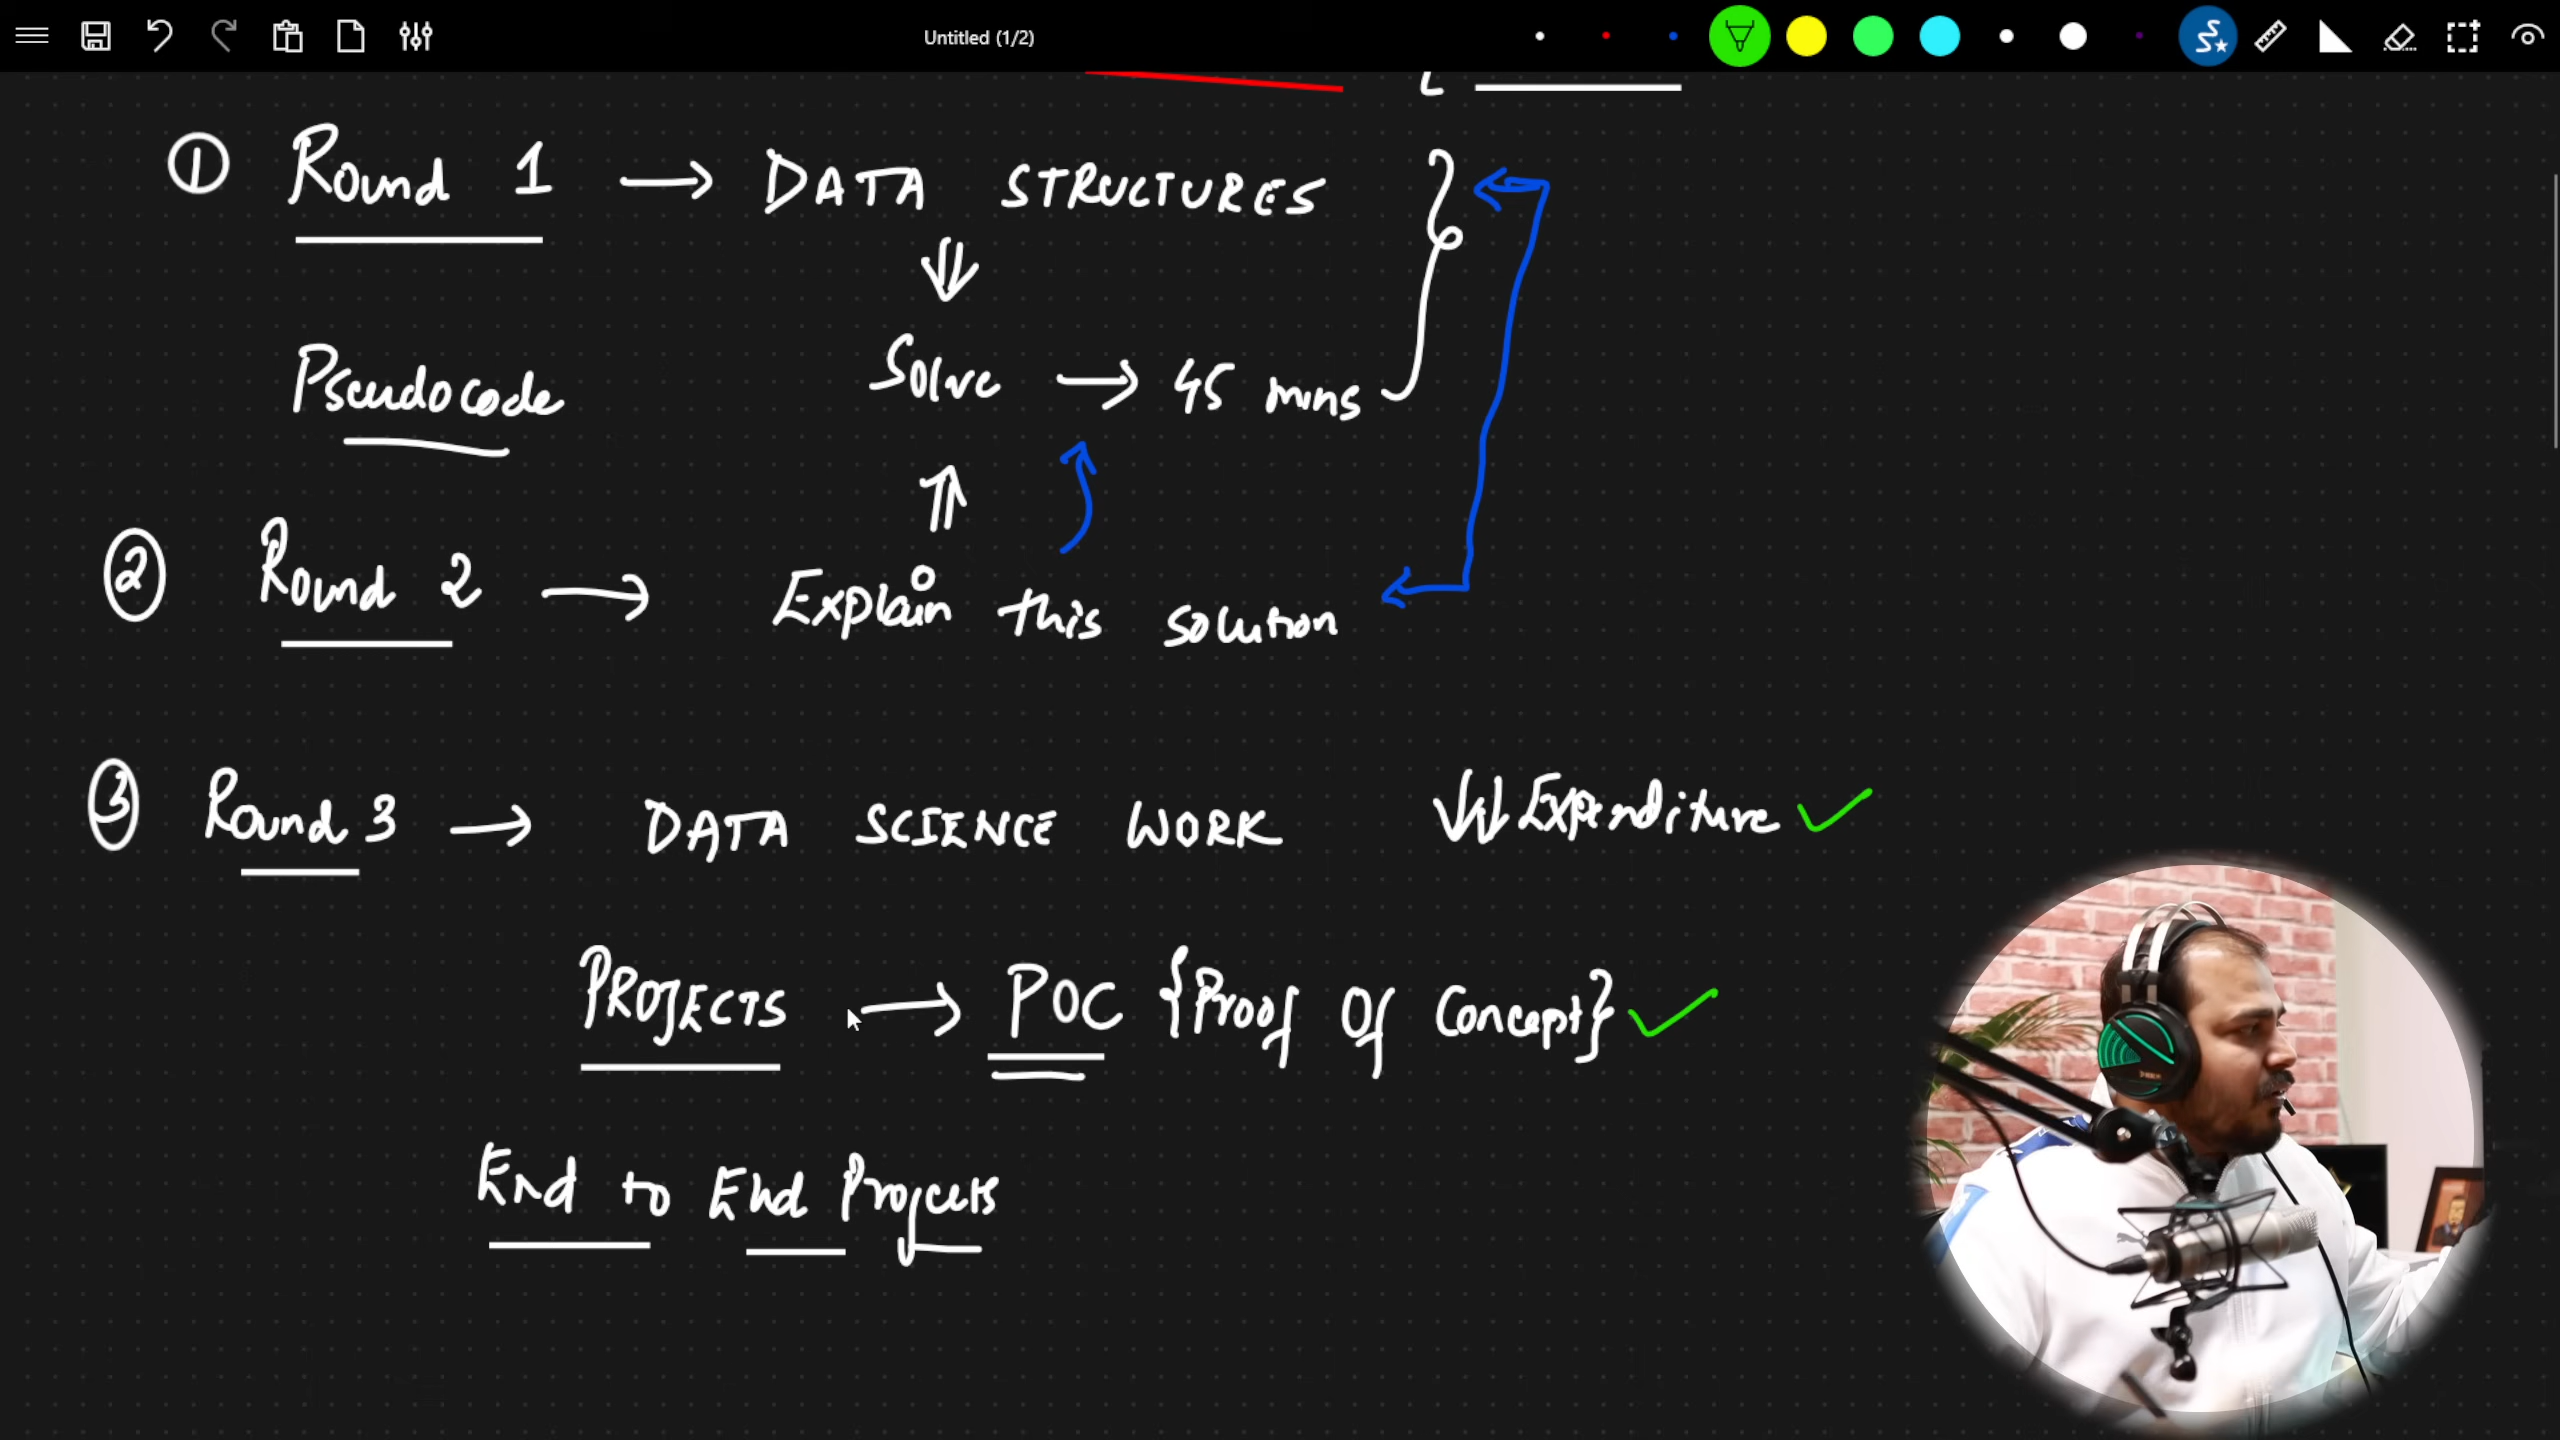 Untitled (1/2)
① Round 1 → DATA STRUCTURES
Solve → 45 mins
Pseudocode
② Round 2 → Explain this solution
③ Round 3 → DATA SCIENCE WORK Expenditure
PROJECTS → POC {Proof Of Concept}
End to End Projects